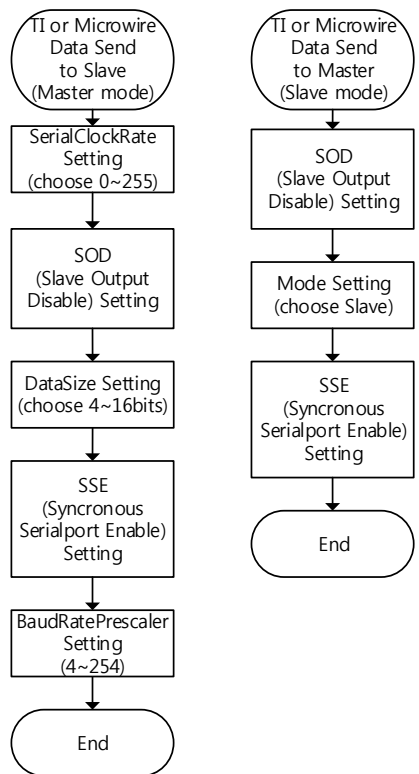 TI or Microwire
Data Send
to Slave
(Master mode)
SerialClockRate
Setting
(choose 0~255)
SOD
(Slave Output
Disable) Setting
DataSize Setting
(choose 4~16bits)
SSE
(Syncronous
Serialport Enable)
Setting
BaudRatePrescaler
Setting
(4~254)
End
TI or Microwire
Data Send
to Master
(Slave mode)
SOD
(Slave Output
Disable) Setting
Mode Setting
(choose Slave)
SSE
(Syncronous
Serialport Enable)
Setting
End